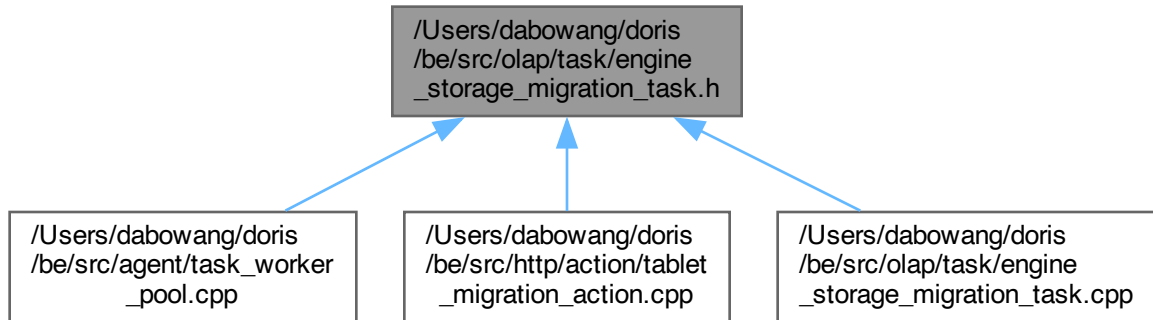 /Users/dabowang/doris
/be/src/olap/task/engine
_storage_migration_task.h
/Users/dabowang/doris
/be/src/agent/task_worker
_pool.cpp
/Users/dabowang/doris
/be/src/http/action/tablet
_migration_action.cpp
/Users/dabowang/doris
/be/src/olap/task/engine
_storage_migration_task.cpp